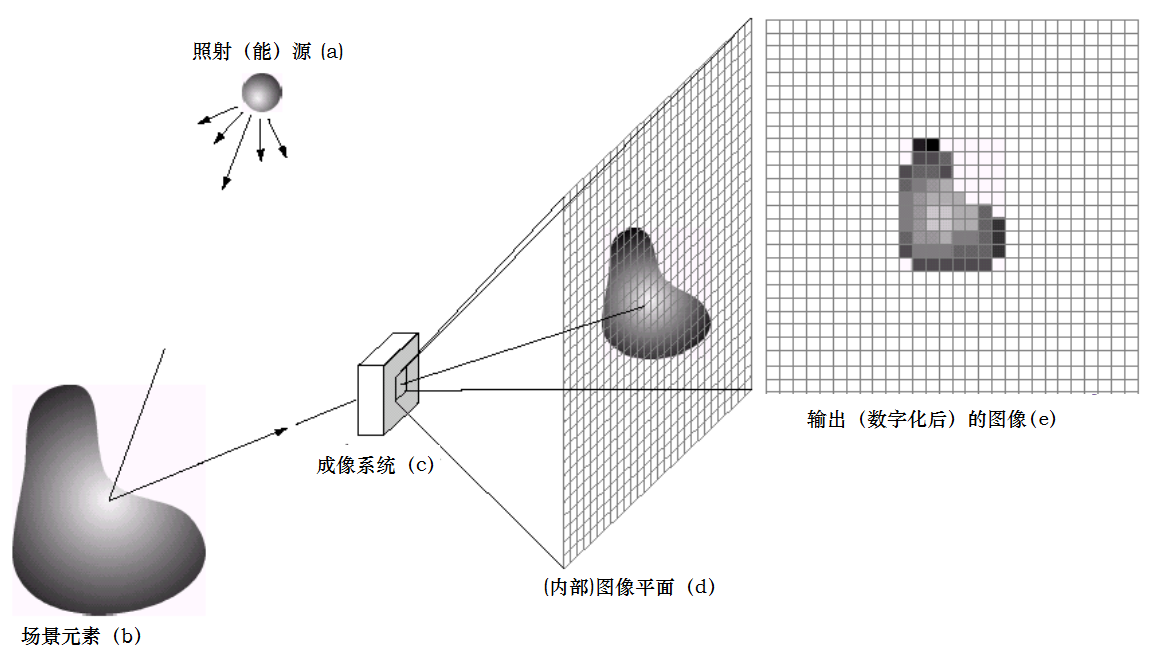 照射（能）源 (a)
输出（数字化后）的图像(e)
成像系统（c）
(内部)图像平面（d）
场景元素（b）